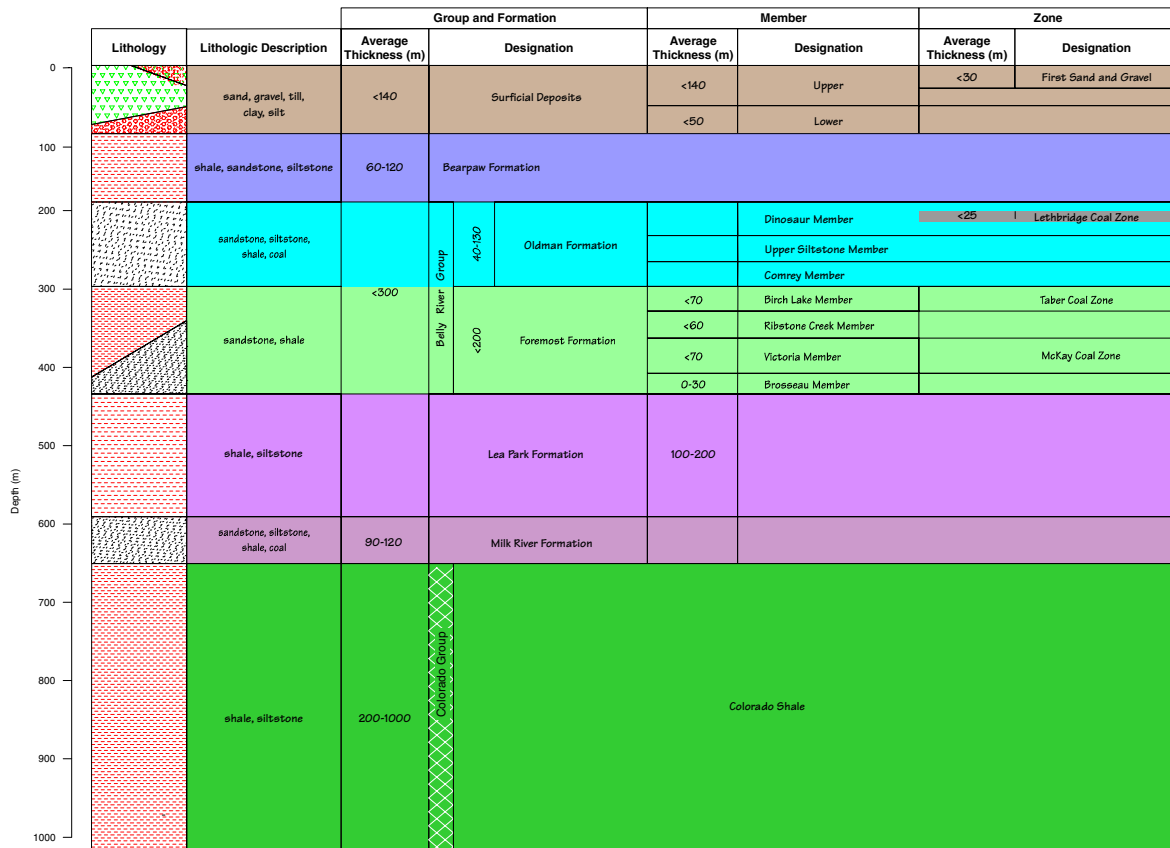 Group and Formation
Member
Zone
Lithology
Lithologic Description
Average
Thickness (m)
Designation
Average
Thickness (m)
Designation
Average
Thickness (m)
Designation
0
100
200
300
400
500
600
700
800
900
1000
Depth (m)
sand, gravel, till,
clay, silt
<140
Surficial Deposits
<140
Upper
<30
First Sand and Gravel
<50
Lower
shale, sandstone, siltstone
60-120
Bearpaw Formation
sandstone, siltstone,
shale, coal
<300
Belly River Group
40-130
Oldman Formation
Dinosaur Member
<25
Lethbridge Coal Zone
Upper Siltstone Member
Comrey Member
sandstone, shale
<200
Foremost Formation
<70
Birch Lake Member
Taber Coal Zone
<60
Ribstone Creek Member
<70
Victoria Member
McKay Coal Zone
0-30
Brosseau Member
shale, siltstone
Lea Park Formation
100-200
sandstone, siltstone,
shale, coal
90-120
Milk River Formation
shale, siltstone
200-1000
Colorado Group
Colorado Shale